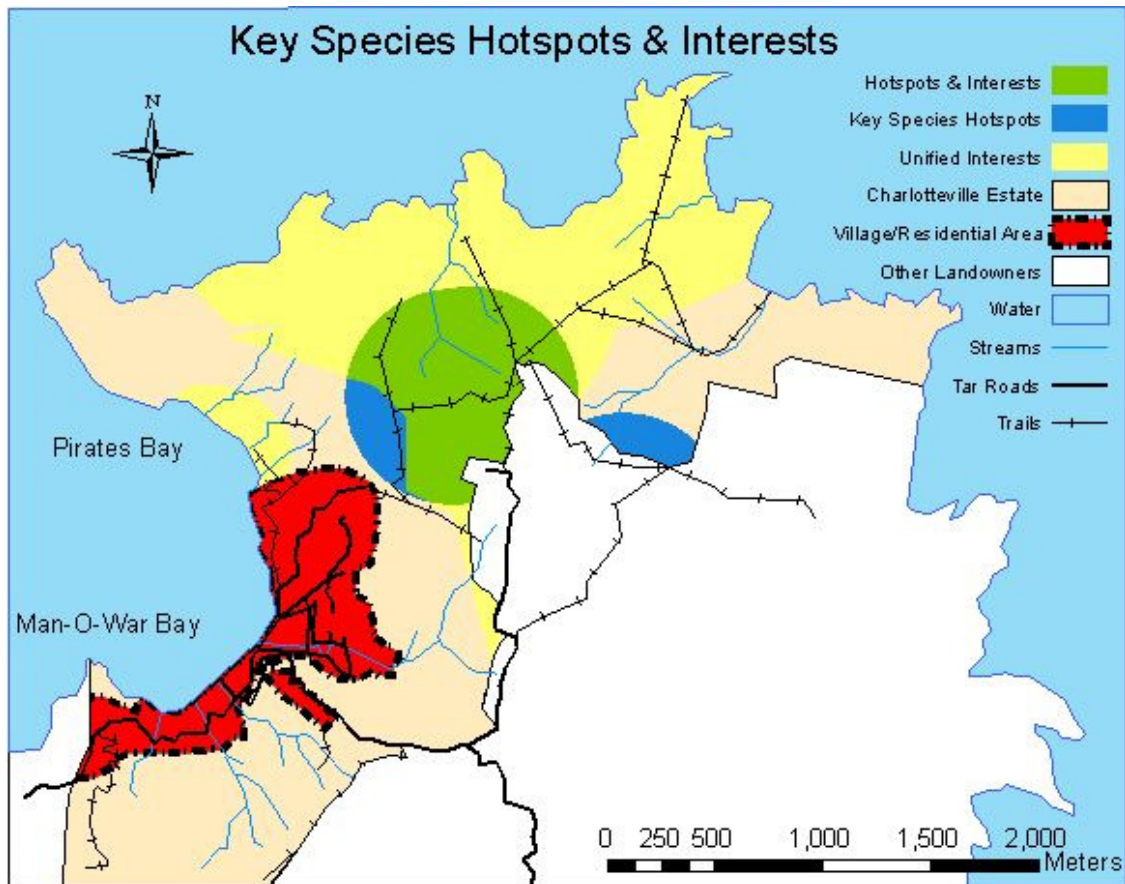 Key Species Hotspots & Interests
N
Hotspots & Interests
Key Species Hotspots
Unified Interests
Charlotteville Estate
Village/Residential Area
Other Landowners
Water
Streams
Tar Roads
Trails
Pirates Bay
Man-O-War Bay
0 250 500 1,000 1,500 2,000
Meters